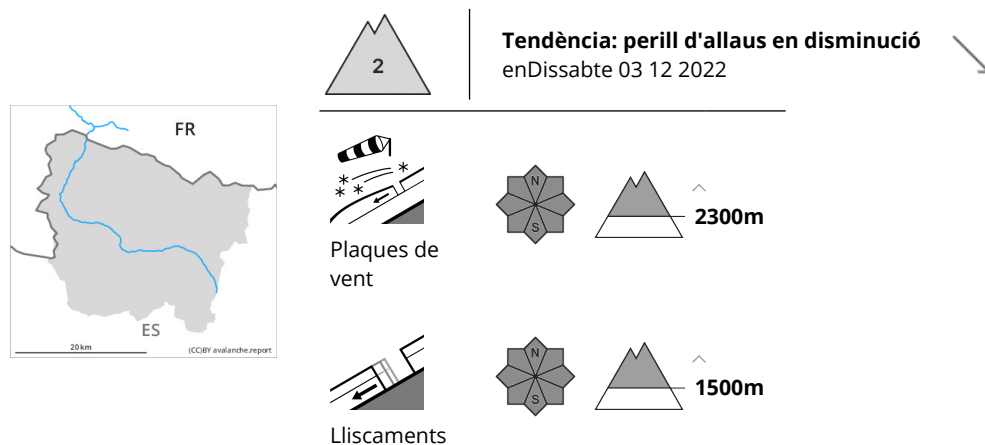 2
Tendència: perill d'allaus en disminució
enDissabte 03 12 2022
FR
ES
20 km
(CC)BY avalanche.report
N
S
2300m
Plaques de
vent
N
S
1500m
Lliscaments